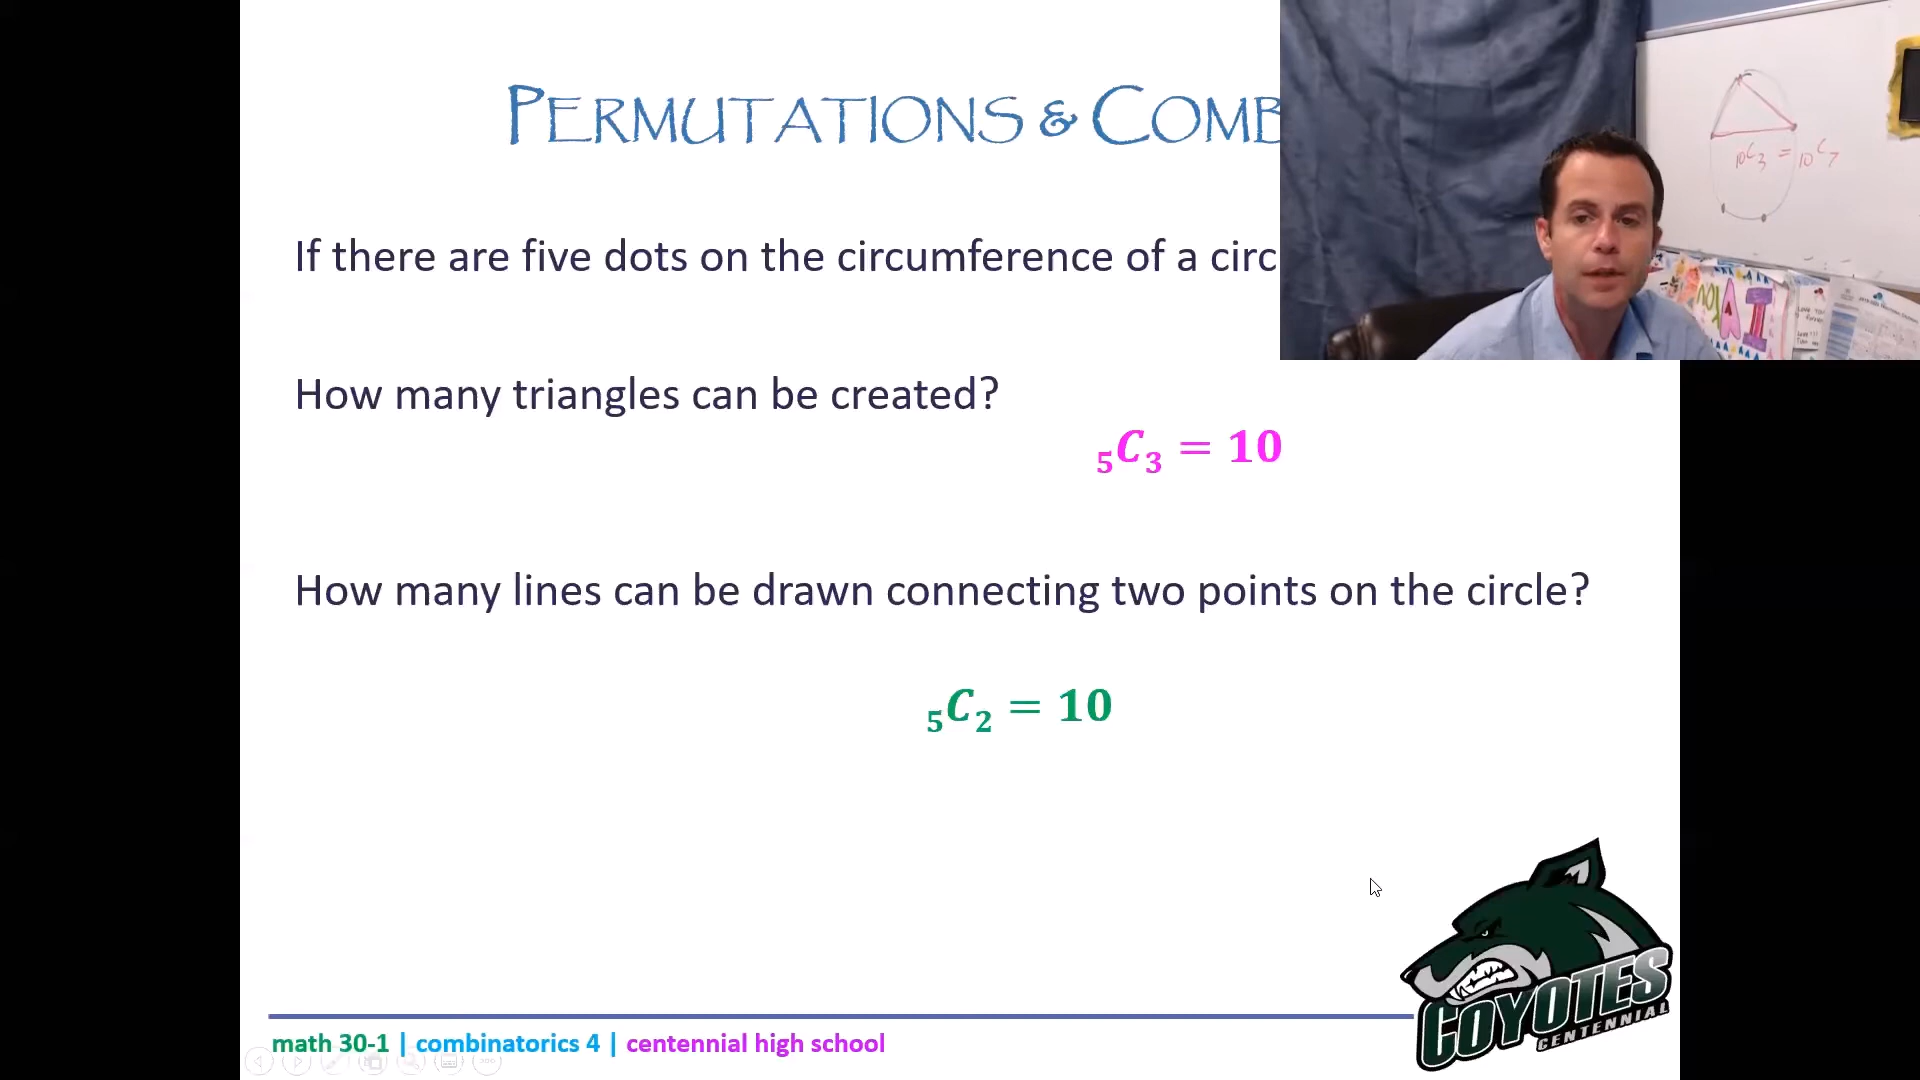 PERMUTATIONS & COMB
If there are five dots on the circumference of a circ
How many triangles can be created?
₅C₃ = 10
How many lines can be drawn connecting two points on the circle?
₅C₂ = 10
₁₀C₃ = ₁₀C₇
COYOTES
CENTENNIAL
math 30-1 | combinatorics 4 | centennial high school